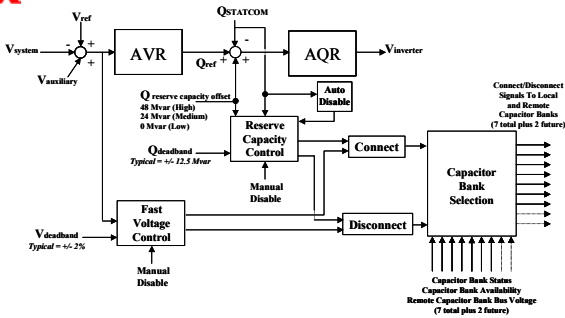 Vref
QSTATCOM
Vsystem
-
+
+
Vauxiliary
AVR
Qref
-
+
+
AQR
Vinverter
Q reserve capacity offset
48 Mvar (High)
24 Mvar (Medium)
0 Mvar (Low)
Auto
Disable
Reserve
Capacity
Control
Qdeadband
Typical = +/- 12.5 Mvar
Manual
Disable
Connect
Disconnect
Fast
Voltage
Control
Vdeadband
Typical = +/- 2%
Manual
Disable
Capacitor
Bank
Selection
Connect/Disconnect
Signals To Local
and Remote
Capacitor Banks
(7 total plus 2 future)
Capacitor Bank Status
Capacitor Bank Availability
Remote Capacitor Bank Bus Voltage
(7 total plus 2 future)